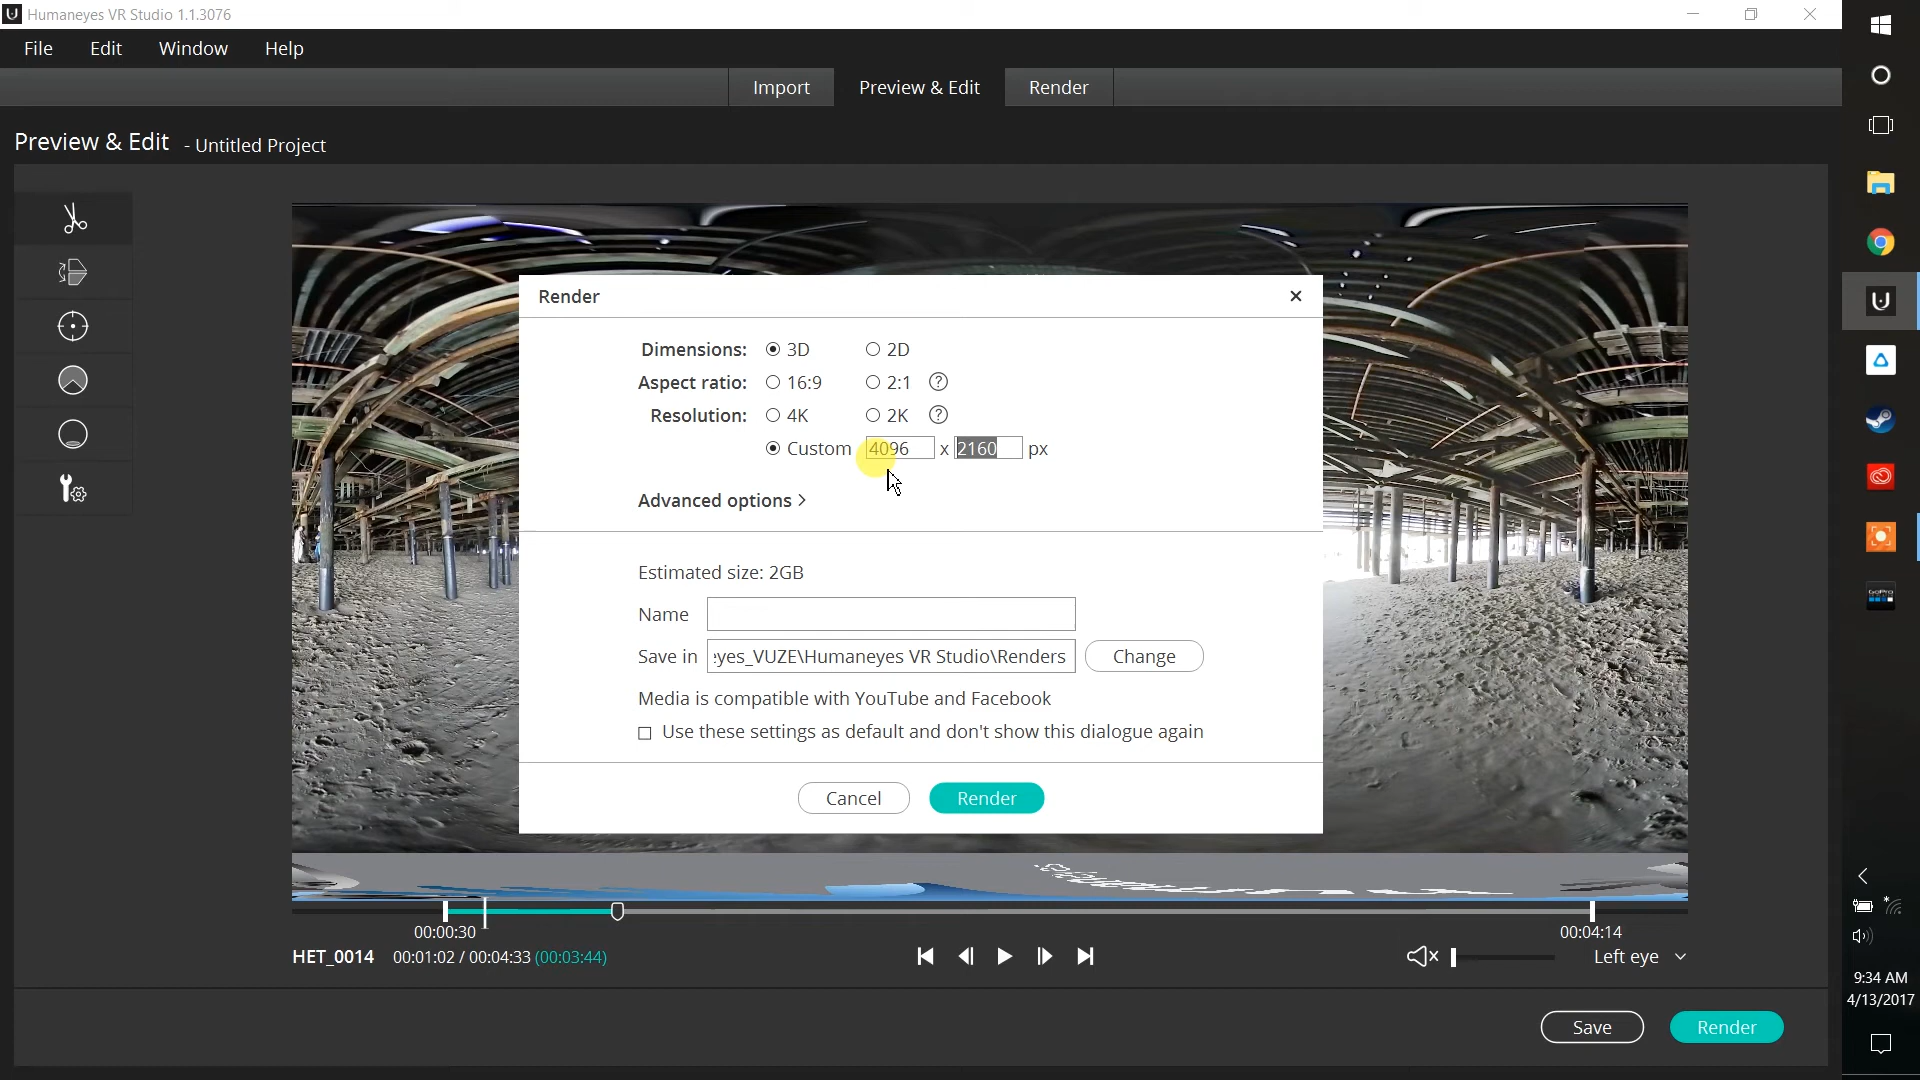 Humaneyes VR Studio 1.1.3076
File Edit Window Help
Import Preview & Edit Render
Preview & Edit - Untitled Project
Render
Dimensions: 3D 2D
Aspect ratio: 16:9 2:1 ?
Resolution: 4K 2K ?
Custom 4096 x 2160 px
Advanced options >
Estimated size: 2GB
Name
Save in yes_VUZE\Humaneyes VR Studio\Renders Change
Media is compatible with YouTube and Facebook
Use these settings as default and don't show this dialogue again
Cancel Render
00:00:30 00:04:14
HET_0014 00:01:02 / 00:04:33 (00:03:44) Left eye
Save Render
GoPro
9:34 AM
4/13/2017